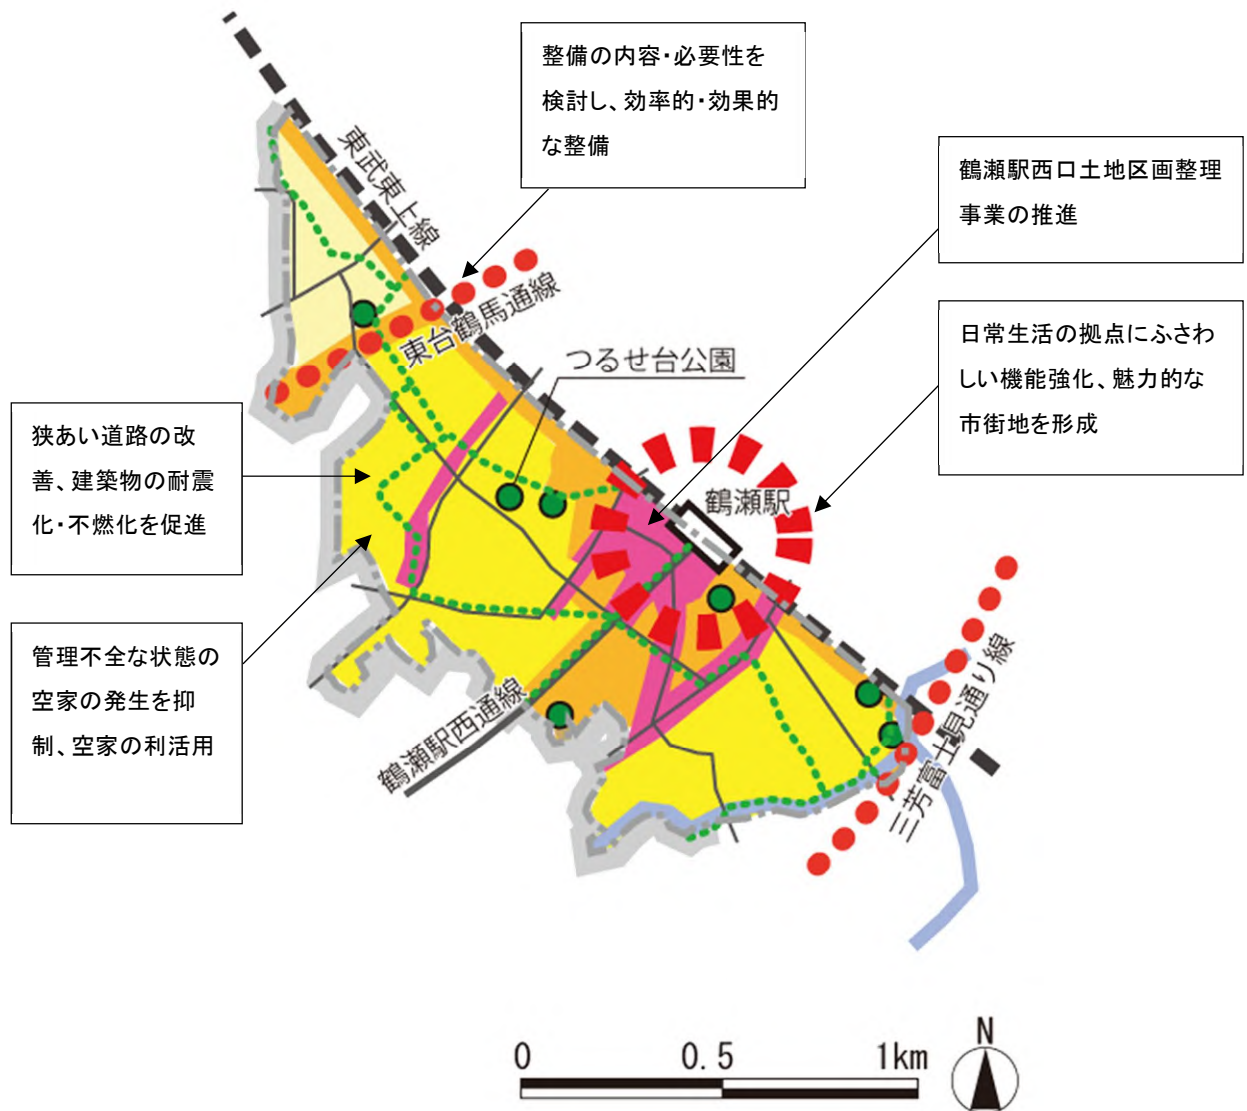 整備の内容・必要性を
検討し、効率的・効果的
な整備
鶴瀬駅西口土地区画整理
事業の推進
東武東上線
東台鶴馬通線
日常生活の拠点にふさわ
しい機能強化、魅力的な
市街地を形成
つるせ台公園
狭あい道路の改
善、建築物の耐震
化・不燃化を促進
鶴瀬駅
管理不全な状態の
空家の発生を抑
制、空家の利活用
鶴瀬駅西通線
三芳富士見通り線
0 0.5 1km
N